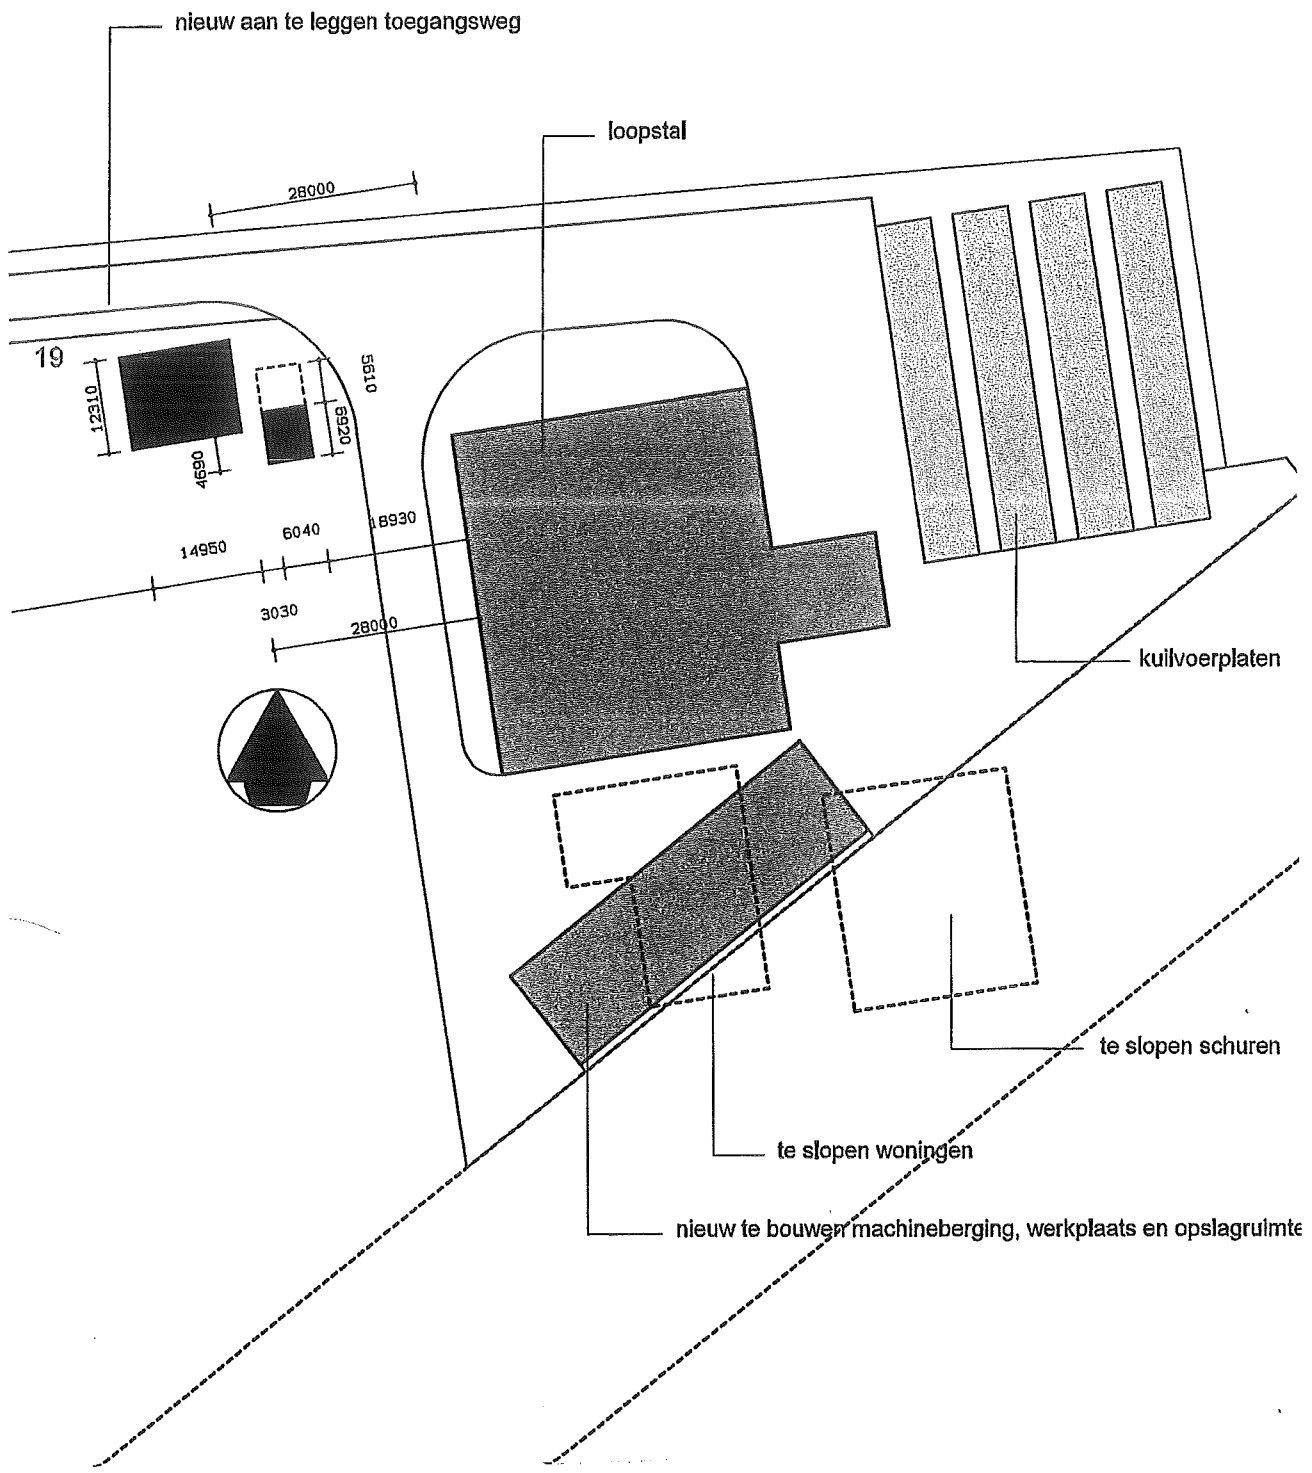 nieuw aan te leggen toegangsweg
loopstal
28000
19
12310
5610
6920
4690
18930
6040
14950
3030
28000
kuilvoerplaten
te slopen schuren
te slopen woningen
nieuw te bouwen machineberging, werkplaats en opslagruimte